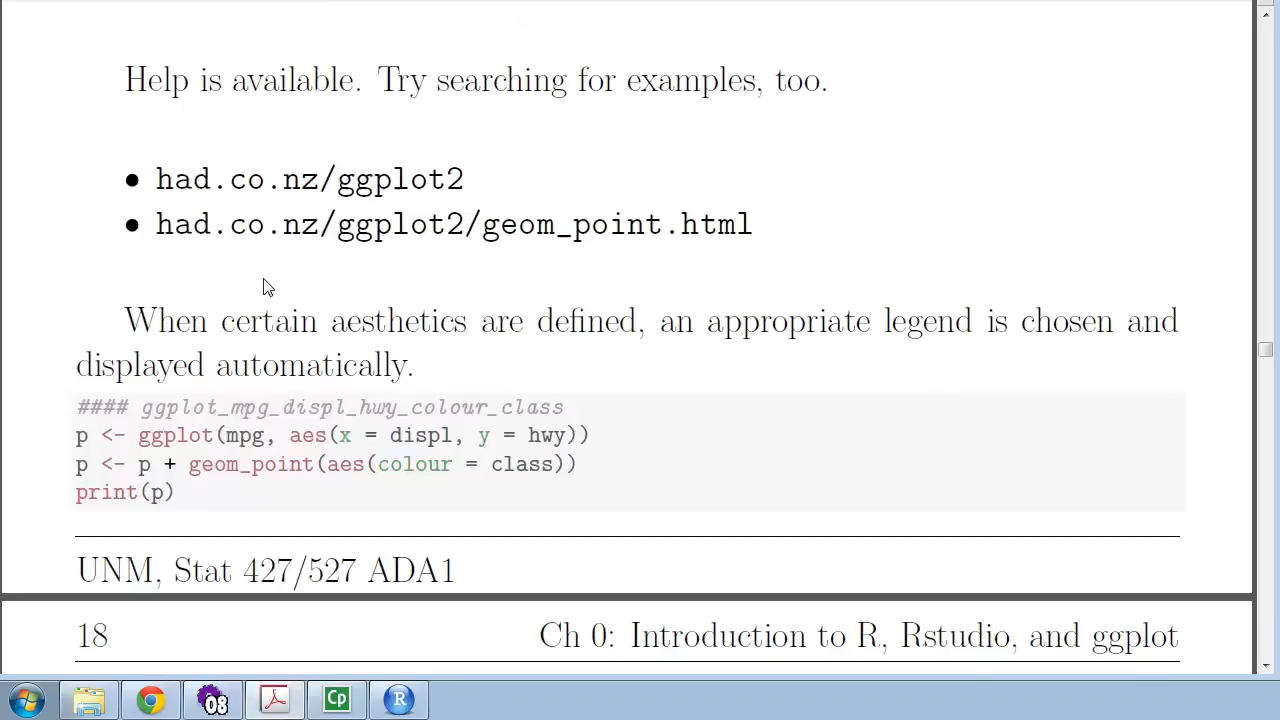 Help is available. Try searching for examples, too.
• had.co.nz/ggplot2
• had.co.nz/ggplot2/geom_point.html
When certain aesthetics are defined, an appropriate legend is chosen and
displayed automatically.
#### ggplot_mpg_displ_hwy_colour_class
p <- ggplot(mpg, aes(x = displ, y = hwy))
p <- p + geom_point(aes(colour = class))
print(p)
UNM, Stat 427/527 ADA1
18 Ch 0: Introduction to R, Rstudio, and ggplot
08 Cp R